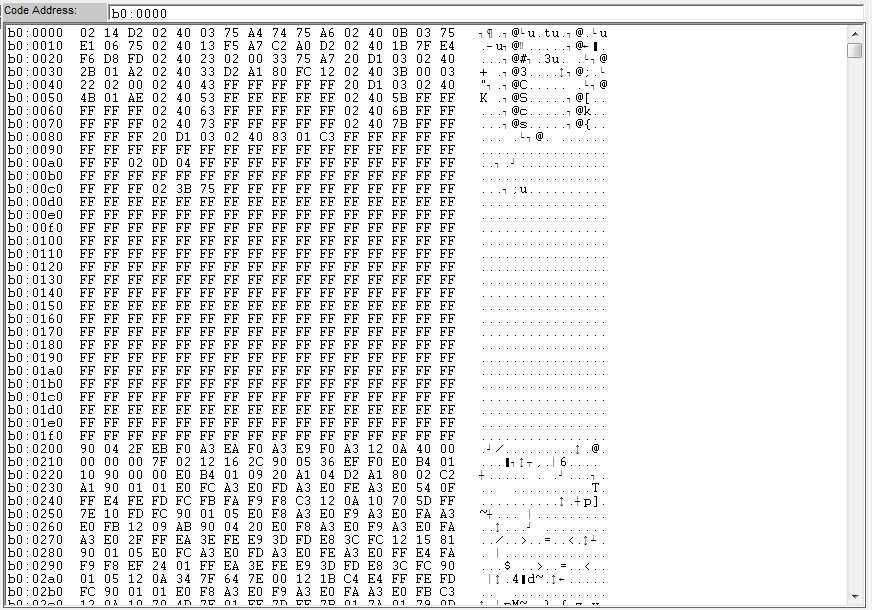 Code Address: b0:0000
b0:0000 02 14 D2 02 40 03 75 A4 74 75 A6 02 40 0B 03 75
b0:0010 E1 06 75 02 40 13 F5 A7 C2 A0 D2 02 40 1B 7F E4
b0:0020 F6 D8 FD 02 40 23 02 00 33 75 A7 20 D1 03 02 40
b0:0030 2B 01 A2 02 40 33 D2 A1 80 FC 12 02 40 3B 00 03
b0:0040 22 02 00 02 40 43 FF FF FF FF FF 20 D1 03 02 40
b0:0050 4B 01 AE 02 40 53 FF FF FF FF FF 02 40 5B FF FF
b0:0060 FF FF FF 02 40 63 FF FF FF FF FF 02 40 6B FF FF
b0:0070 FF FF FF 02 40 73 FF FF FF FF FF 02 40 7B FF FF
b0:0080 FF FF FF 20 D1 03 02 40 83 01 C3 FF FF FF FF FF
b0:0090 FF FF FF FF FF FF FF FF FF FF FF FF FF FF FF FF ................
b0:00a0 FF FF 02 0D 04 FF FF FF FF FF FF FF FF FF FF FF
b0:00b0 FF FF FF FF FF FF FF FF FF FF FF FF FF FF FF FF ................
b0:00c0 FF FF FF 02 3B 75 FF FF FF FF FF FF FF FF FF FF
b0:00d0 FF FF FF FF FF FF FF FF FF FF FF FF FF FF FF FF ................
b0:00e0 FF FF FF FF FF FF FF FF FF FF FF FF FF FF FF FF ................
b0:00f0 FF FF FF FF FF FF FF FF FF FF FF FF FF FF FF FF ................
b0:0100 FF FF FF FF FF FF FF FF FF FF FF FF FF FF FF FF ................
b0:0110 FF FF FF FF FF FF FF FF FF FF FF FF FF FF FF FF ................
b0:0120 FF FF FF FF FF FF FF FF FF FF FF FF FF FF FF FF ................
b0:0130 FF FF FF FF FF FF FF FF FF FF FF FF FF FF FF FF ................
b0:0140 FF FF FF FF FF FF FF FF FF FF FF FF FF FF FF FF ................
b0:0150 FF FF FF FF FF FF FF FF FF FF FF FF FF FF FF FF ................
b0:0160 FF FF FF FF FF FF FF FF FF FF FF FF FF FF FF FF ................
b0:0170 FF FF FF FF FF FF FF FF FF FF FF FF FF FF FF FF ................
b0:0180 FF FF FF FF FF FF FF FF FF FF FF FF FF FF FF FF ................
b0:0190 FF FF FF FF FF FF FF FF FF FF FF FF FF FF FF FF ................
b0:01a0 FF FF FF FF FF FF FF FF FF FF FF FF FF FF FF FF ................
b0:01b0 FF FF FF FF FF FF FF FF FF FF FF FF FF FF FF FF ................
b0:01c0 FF FF FF FF FF FF FF FF FF FF FF FF FF FF FF FF ................
b0:01d0 FF FF FF FF FF FF FF FF FF FF FF FF FF FF FF FF ................
b0:01e0 FF FF FF FF FF FF FF FF FF FF FF FF FF FF FF FF ................
b0:01f0 FF FF FF FF FF FF FF FF FF FF FF FF FF FF FF FF ................
b0:0200 90 04 2F EB F0 A3 EA F0 A3 E9 F0 A3 12 0A 40 00
b0:0210 00 00 00 7F 02 12 16 2C 90 05 36 EF F0 E0 B4 01
b0:0220 10 90 00 00 E0 B4 01 09 20 A1 04 D2 A1 80 02 C2
b0:0230 A1 90 01 01 E0 FC A3 E0 FD A3 E0 FE A3 E0 54 0F
b0:0240 FF E4 FE FD FC FB FA F9 F8 C3 12 0A 10 70 5D FF
b0:0250 7E 10 FD FC 90 01 05 E0 F8 A3 E0 F9 A3 E0 FA A3
b0:0260 E0 FB 12 09 AB 90 04 20 E0 F8 A3 E0 F9 A3 E0 FA
b0:0270 A3 E0 2F FF EA 3E FE E9 3D FD E8 3C FC 12 15 81
b0:0280 90 01 05 E0 FC A3 E0 FD A3 E0 FE A3 E0 FF E4 FA
b0:0290 F9 F8 EF 24 01 FF EA 3E FE E9 3D FD E8 3C FC 90
b0:02a0 01 05 12 0A 34 7F 64 7E 00 12 1B C4 E4 FF FE FD
b0:02b0 FC 90 01 01 E0 F8 A3 E0 F9 A3 E0 FA A3 E0 FB C3